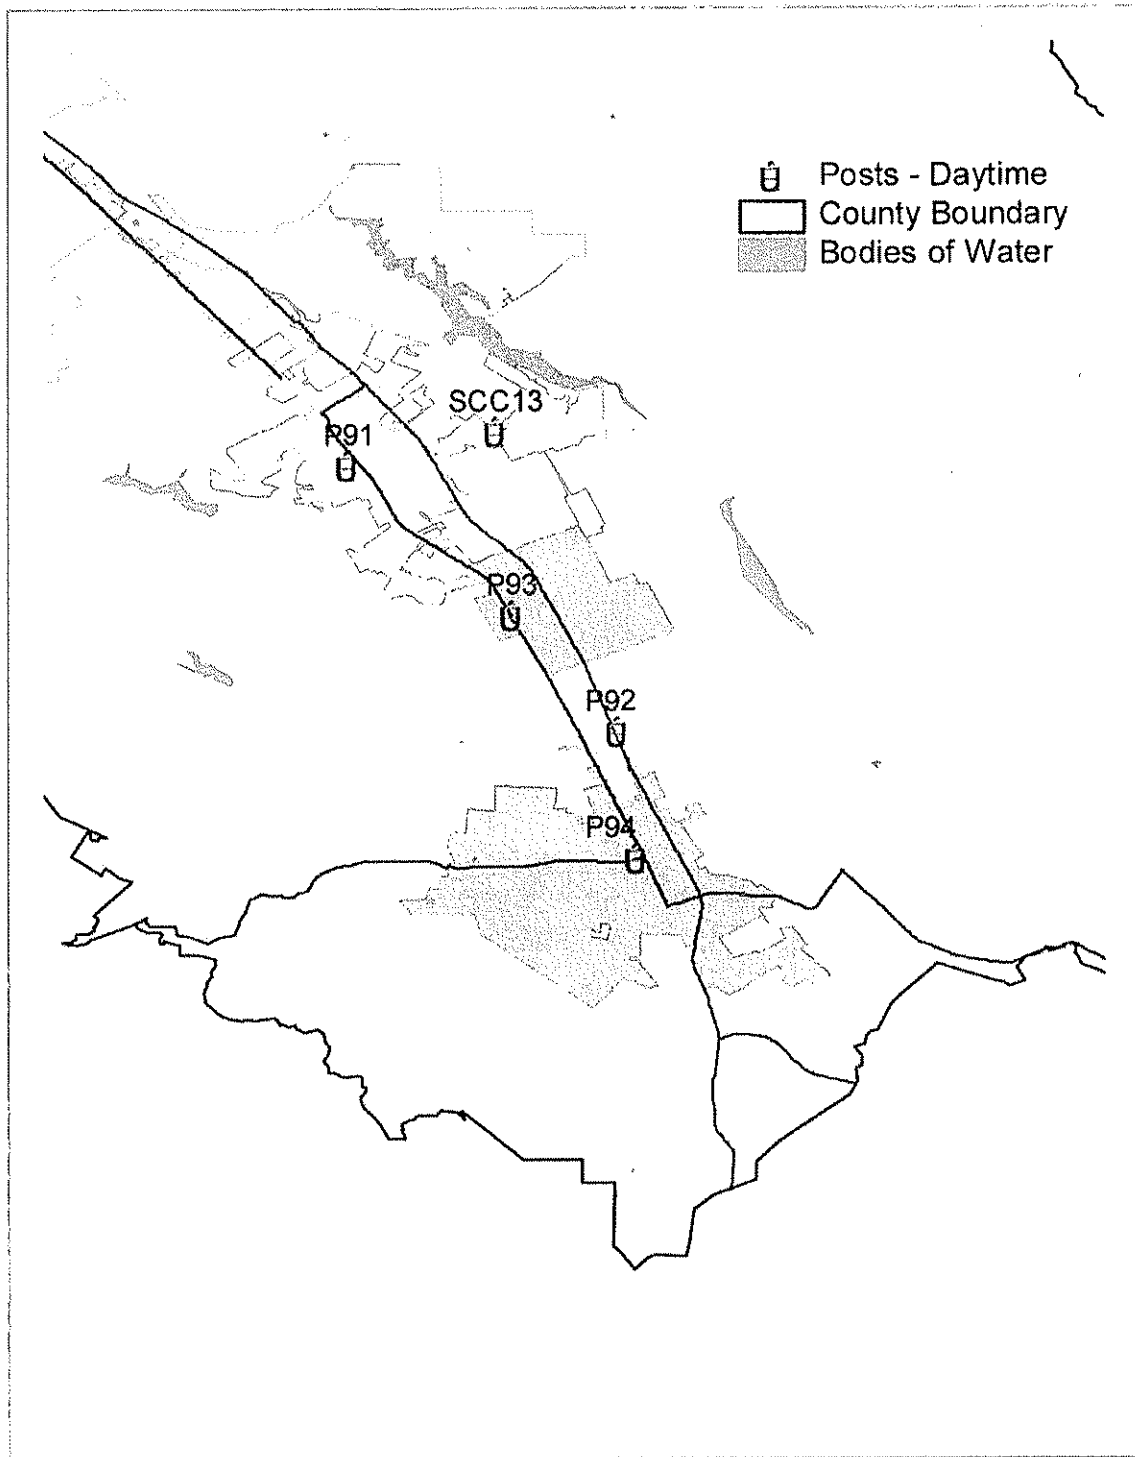 Posts - Daytime
County Boundary
Bodies of Water
SCC13
P91
P93
P92
P94